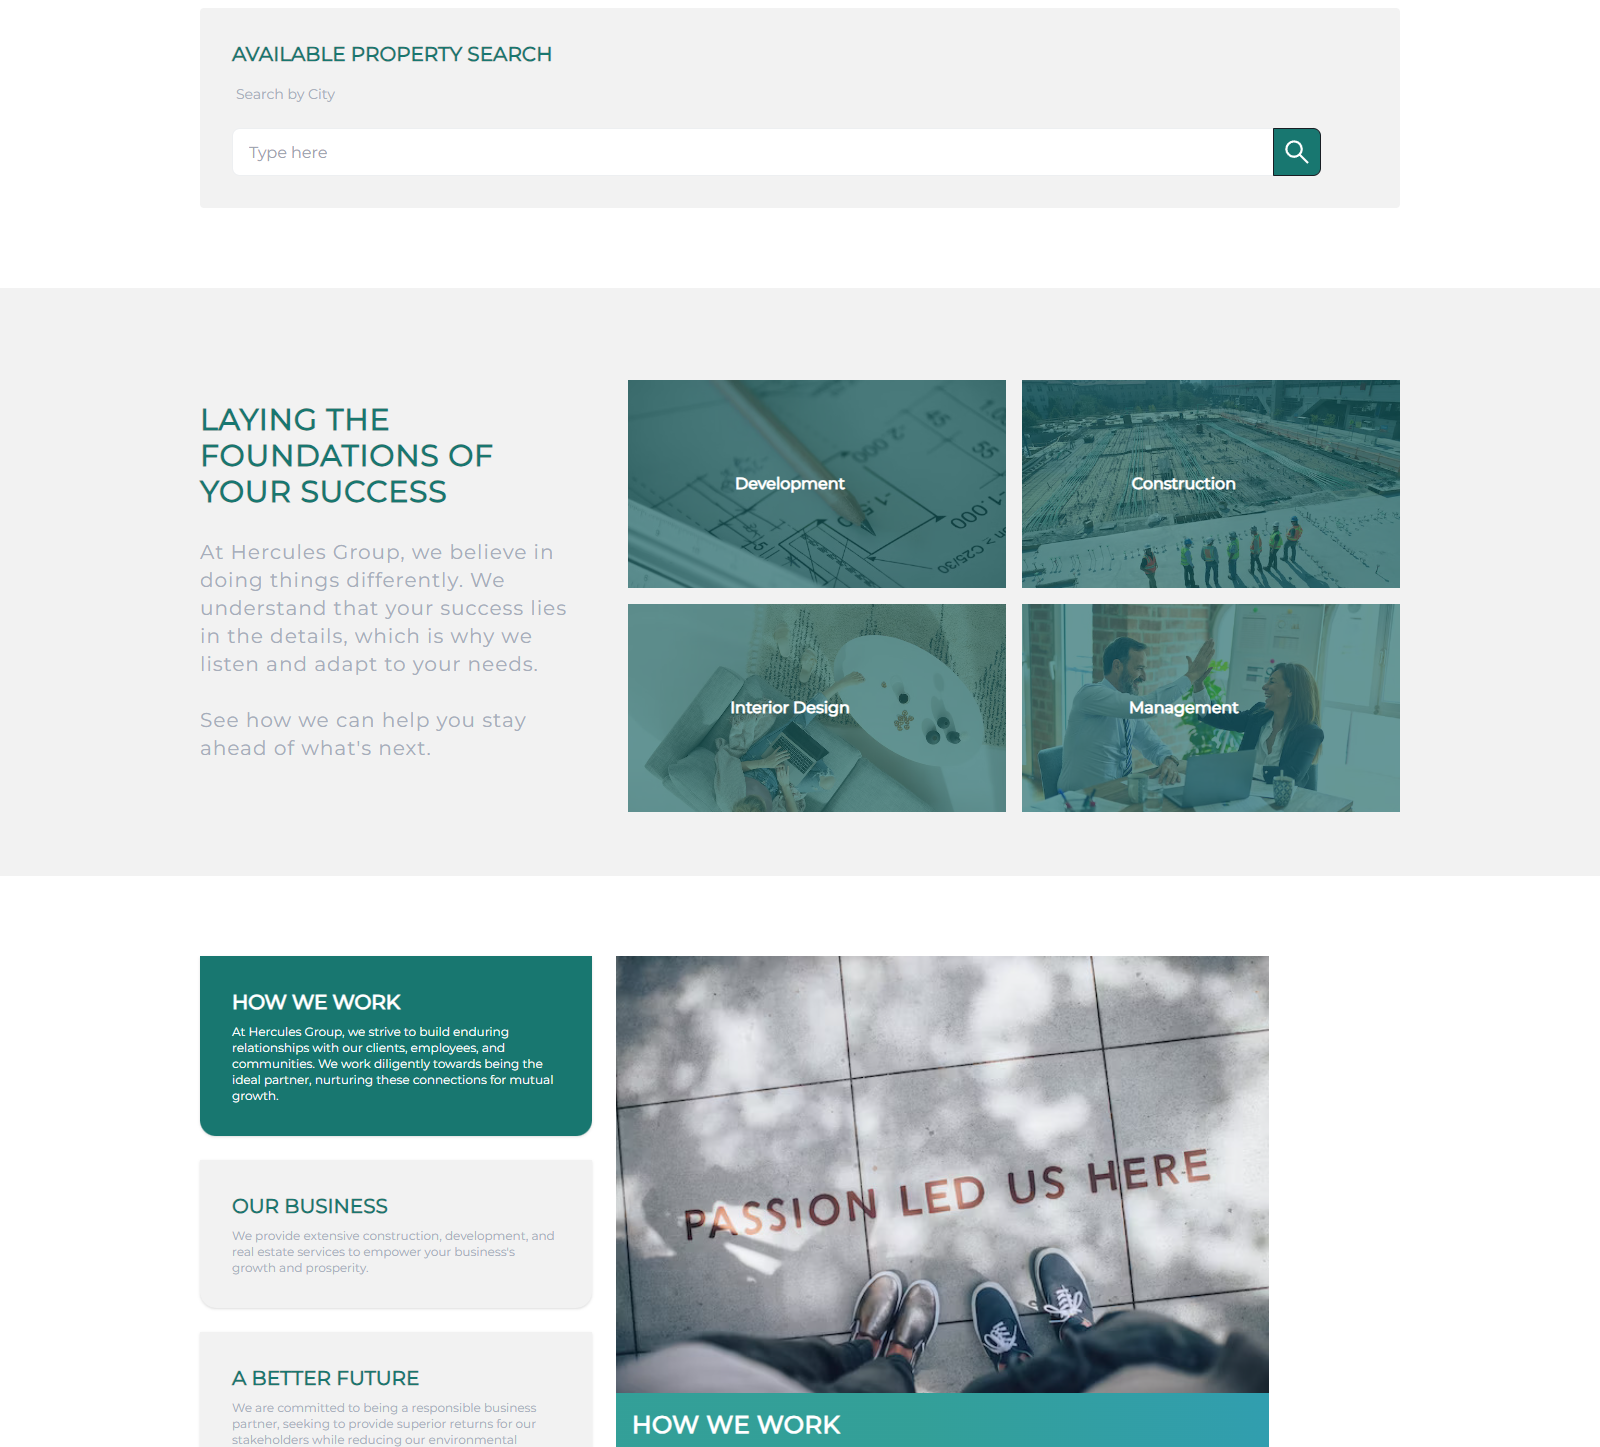 AVAILABLE PROPERTY SEARCH
Search by City
Type here
LAYING THE
FOUNDATIONS OF
YOUR SUCCESS
At Hercules Group, we believe in
doing things differently. We
understand that your success lies
in the details, which is why we
listen and adapt to your needs.
See how we can help you stay
ahead of what's next.
Development
Construction
Interior Design
Management
HOW WE WORK
At Hercules Group, we strive to build enduring
relationships with our clients, employees, and
communities. We work diligently towards being the
ideal partner, nurturing these connections for mutual
growth.
OUR BUSINESS
We provide extensive construction, development, and
real estate services to empower your business's
growth and prosperity.
A BETTER FUTURE
We are committed to being a responsible business
partner, seeking to provide superior returns for our
stakeholders while reducing our environmental
PASSION LED US HERE
HOW WE WORK